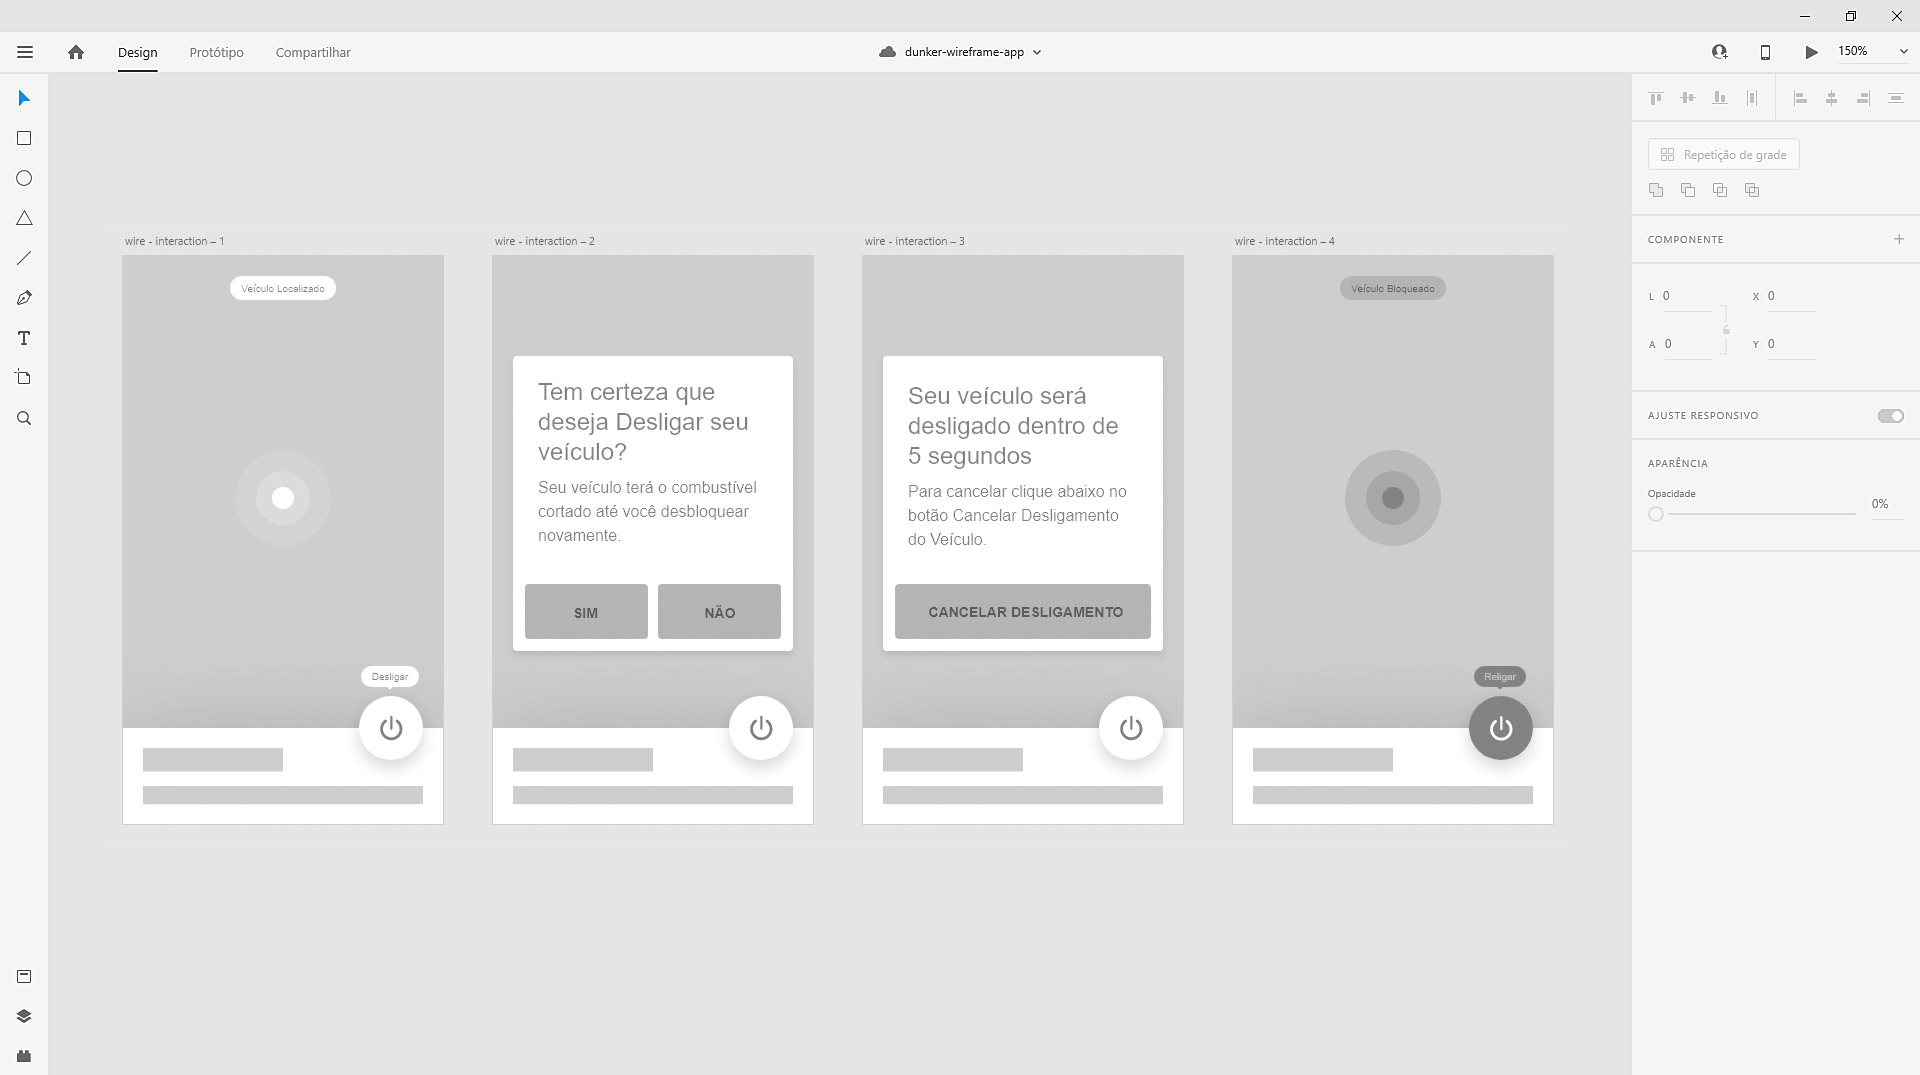 Design
Protótipo
Compartilhar
dunker-wireframe-app
150%
wire - interaction – 1
Veículo Localizado
Desligar
wire - interaction – 2
Tem certeza que
deseja Desligar seu
veículo?
Seu veículo terá o combustível
cortado até você desbloquear
novamente.
SIM
NÃO
wire - interaction – 3
Seu veículo será
desligado dentro de
5 segundos
Para cancelar clique abaixo no
botão Cancelar Desligamento
do Veículo.
CANCELAR DESLIGAMENTO
wire - interaction – 4
Veículo Bloqueado
Religar
Repetição de grade
COMPONENTE
L 0
X 0
A 0
Y 0
AJUSTE RESPONSIVO
APARÊNCIA
Opacidade
0%